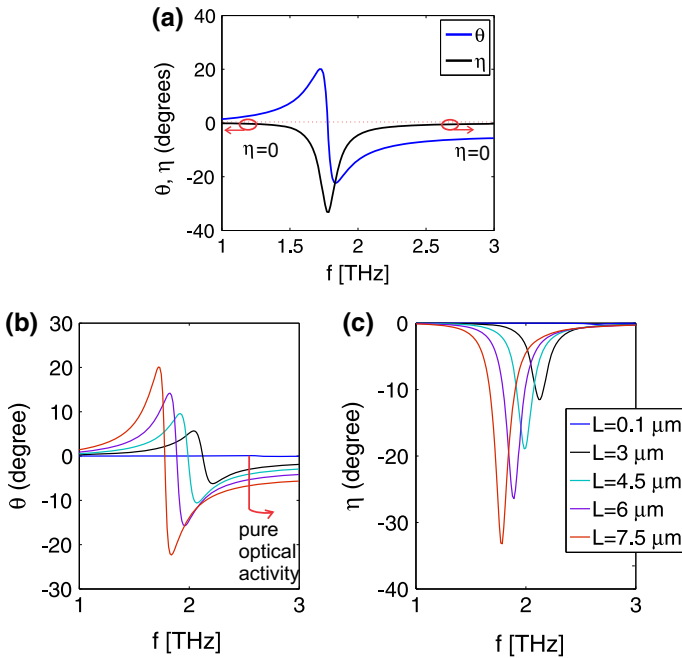 (a)
θ
η
40
20
0
-20
-40
θ, η (degrees)
η=0
η=0
1
1.5
2
2.5
3
f [THz]
(b)
30
20
10
0
-10
-20
-30
θ (degree)
pure
optical
activity
1
2
3
f [THz]
(c)
0
-10
-20
-30
-40
η (degree)
L=0.1 μm
L=3 μm
L=4.5 μm
L=6 μm
L=7.5 μm
1
2
3
f [THz]